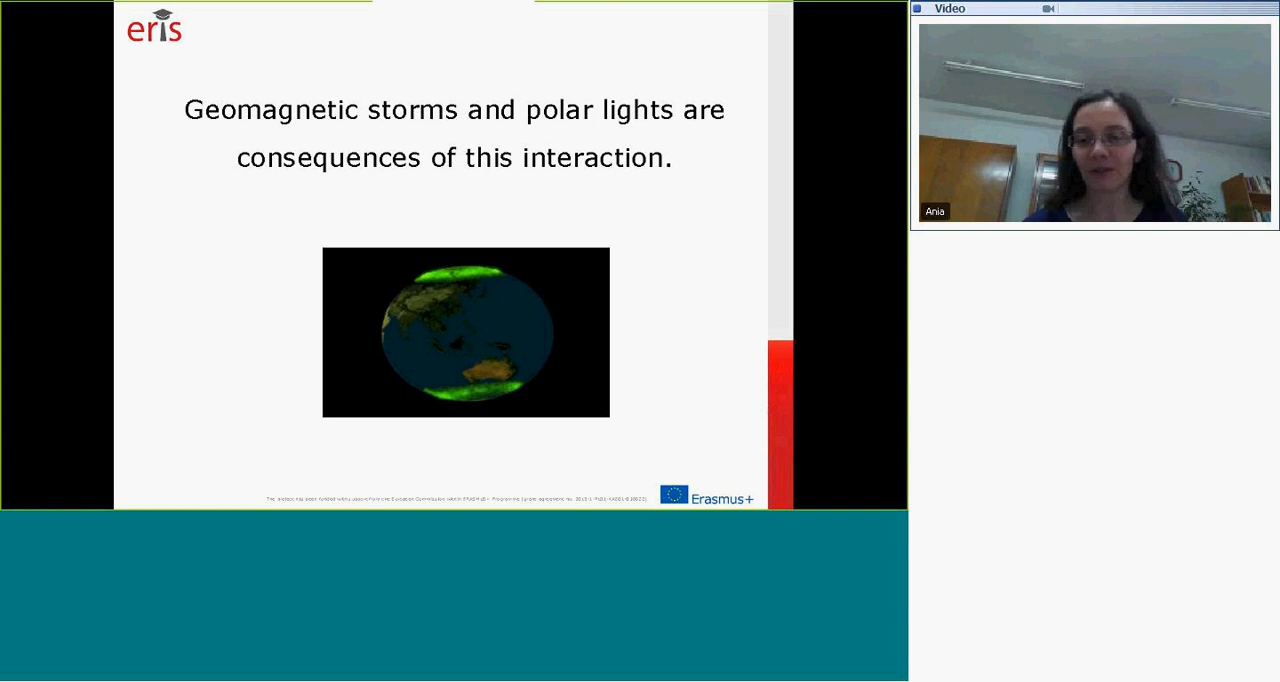 eris
Geomagnetic storms and polar lights are
consequences of this interaction.
Erasmus+
Video
Ania